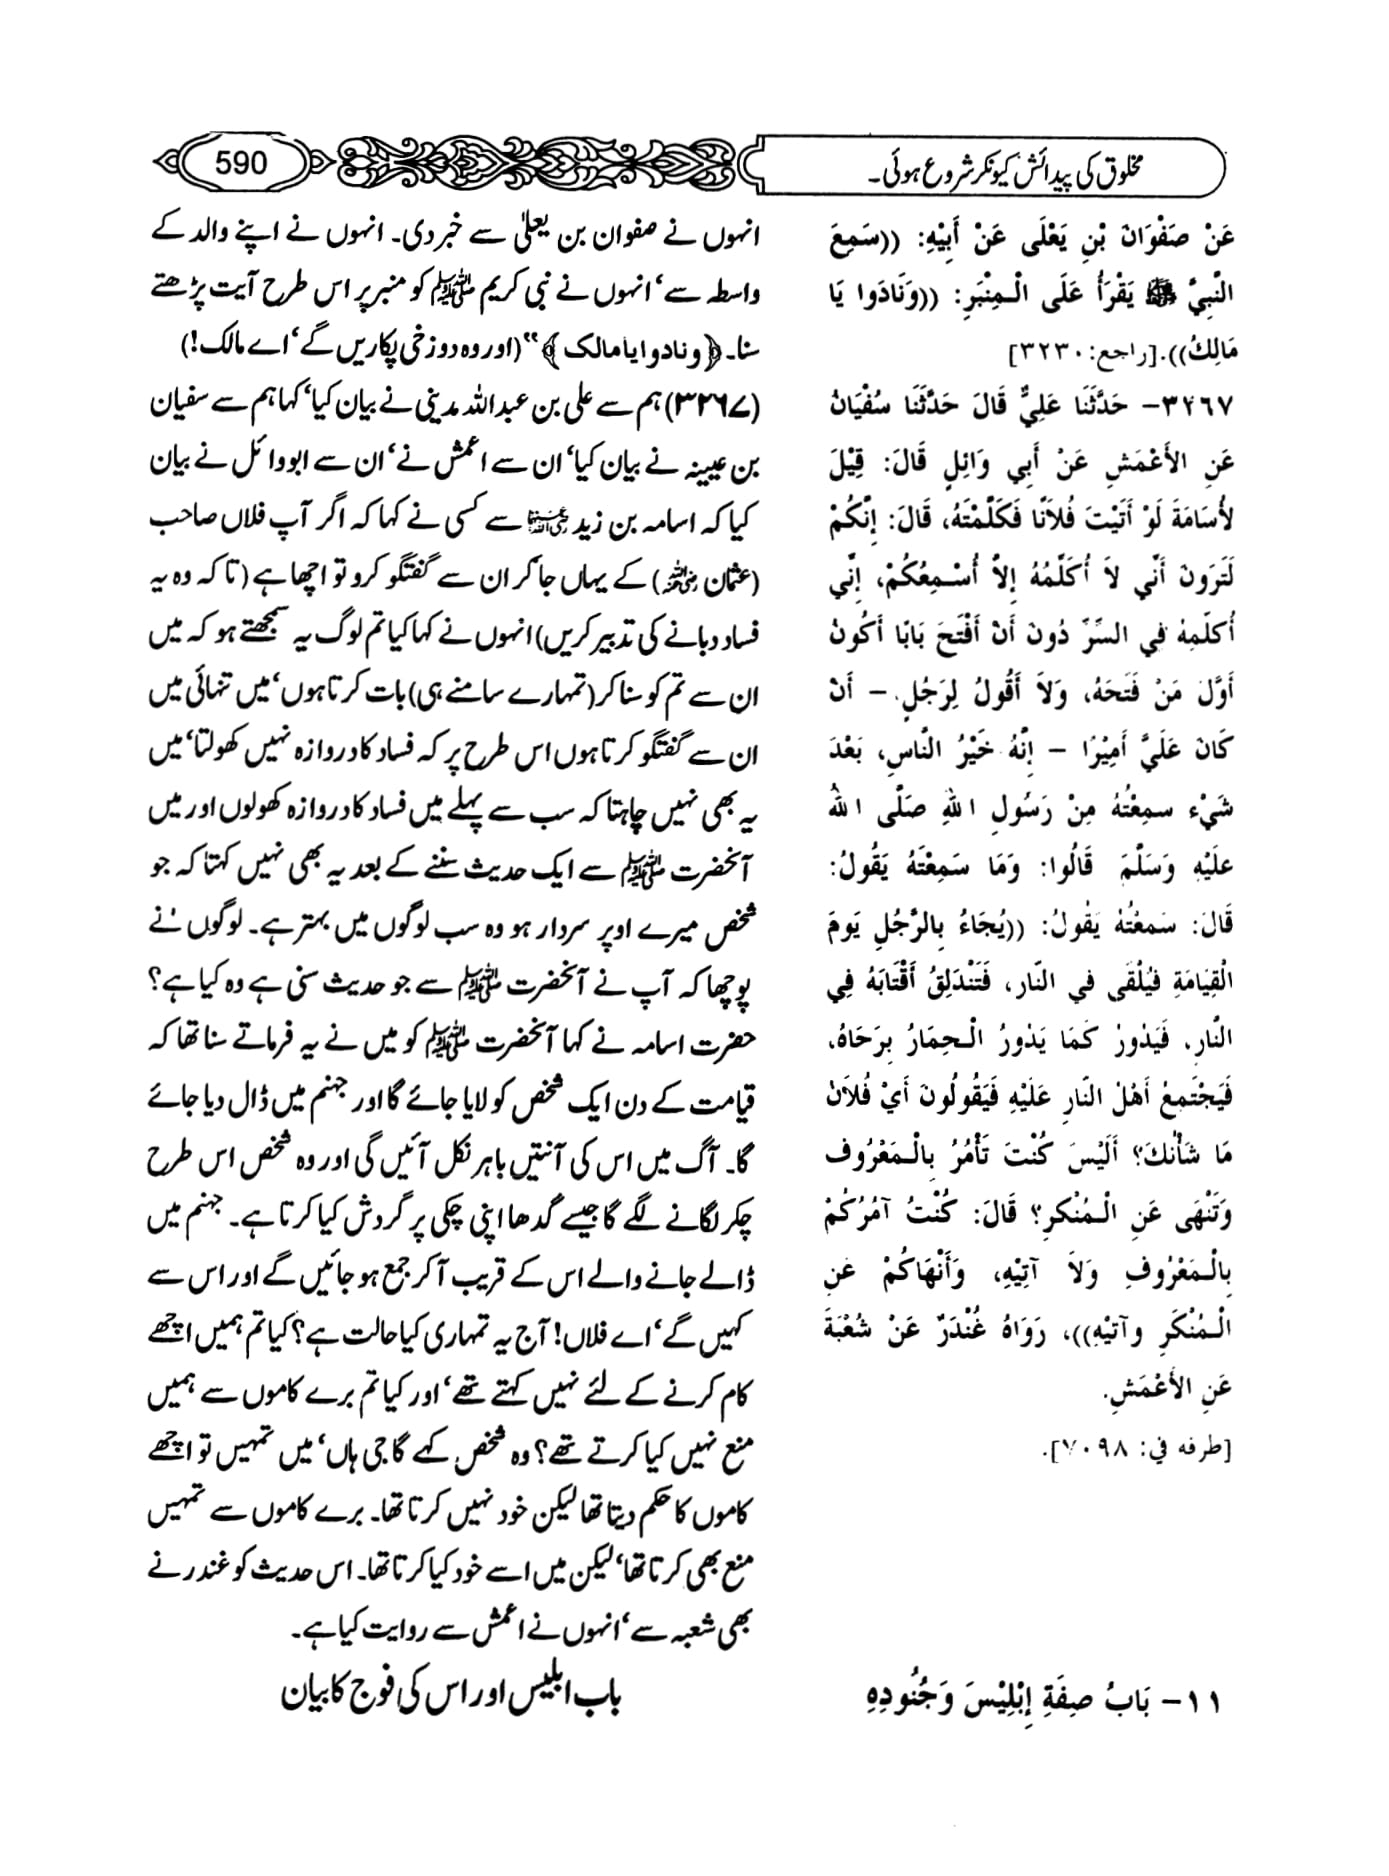 مخلوق کی پیدائش کیونکر شروع ہوئی۔
590
عَنْ صَفْوَانَ بْنِ يَعْلَى عَنْ أَبِيْهِ: ((سَمِعَ
النَّبِيَّ ﷺ يَقْرَأُ عَلَى الْـمِنْبَرِ: ((وَنَادَوا يَا
مَالِكُ)).[راجع: ٣٢٣٠]
٣٢٦٧- حَدَّثَنَا عَلِيٌّ قَالَ حَدَّثَنَا سُفْيَانُ
عَنِ الأَعْمَشِ عَنْ أَبِي وَائِلٍ قَالَ: قِيْلَ
لأُسَامَةَ لَوْ أَتَيْتَ فُلاَنًا فَكَلَّمْتَهُ، قَالَ: إِنَّكُمْ
لَتَرَونَ أَنِّي لاَ أُكَلِّمُهُ إِلاَّ أُسْـمِعُكُمْ، إِنِّي
أُكَلِّمِهُ فِي السِّرِّ دُونَ أَنْ أَفْتَحَ بَابًا أَكُونُ
أَوَّلَ مَنْ فَتَحَهُ، وَلاَ أَقُولُ لِرَجُلٍ – أَنْ
كَانَ عَلَيَّ أَمِيْرًا – إِنَّهُ خَيْرُ النَّاسِ، بَعْدَ
شَيْءٍ سَمِعْتُهُ مِنْ رَسُولِ اللهِ صَلَّى اللهُ
عَلَيْهِ وَسَلَّمَ قَالُوا: وَمَا سَمِعْتَهُ يَقُولُ:
قَالَ: سَمِعْتُهُ يَقُولُ: ((يُجَاءُ بِالرَّجُلِ يَومَ
الْقِيَامَةِ فَيُلْقَى فِي النَّارِ، فَتَنْدَلِقُ أَقْتَابَهُ فِي
النَّارِ، فَيَدُورُ كَمَا يَدُورُ الْـحِمَارُ بِرَحَاهُ،
فَيَجْتَمِعُ أَهْلُ النَّارِ عَلَيْهِ فَيَقُولُونَ أَيْ فُلاَنُ
مَا شَأْنُكَ؟ أَلَيْسَ كُنْتَ تَأْمُرُ بِالْـمَعْرُوفِ
وَتَنْهَى عَنِ الْـمُنْكَرِ؟ قَالَ: كُنْتُ آمُرُكُمْ
بِالْـمَعْرُوفِ وَلاَ آتِيْهِ، وَأَنْهَاكُمْ عَنِ
الْـمُنْكَرِ وآتيْهِ))، رَوَاهُ غُنْدَرٌ عَنْ شُعْبَةَ
عَنِ الأَعْمَشِ.
[طرفه في: ٧٠٩٨].
١١- بَابُ صِفَةِ إِبْلِيْسَ وَجُنُودِهِ
انہوں نے صفوان بن یعلیٰ سے خبر دی۔ انہوں نے اپنے والد کے
واسطہ سے‘ انہوں نے نبی کریم ﷺ کو منبر پر اس طرح آیت پڑھتے
سنا۔ ﴿ونادوا یا مالک﴾“ (اور وہ دوزخی پکاریں گے‘ اے مالک!)
(۳۲۶۷) ہم سے علی بن عبداللہ مدینی نے بیان کیا‘ کہا ہم سے سفیان
بن عیینہ نے بیان کیا‘ ان سے اعمش نے‘ ان سے ابووائل نے بیان
کیا کہ اسامہ بن زید رضی اللہ عنہما سے کسی نے کہا کہ اگر آپ فلاں صاحب
(عثمان رضی اللہ عنہ) کے یہاں جا کر ان سے گفتگو کرو تو اچھا ہے (تاکہ وہ یہ
فساد دبانے کی تدبیر کریں) انہوں نے کہا کیا تم لوگ یہ سمجھتے ہو کہ میں
ان سے تم کو سنا کر (تمہارے سامنے ہی) بات کرتا ہوں‘ میں تنہائی میں
ان سے گفتگو کرتا ہوں اس طرح پر کہ فساد کا دروازہ نہیں کھولتا‘ میں
یہ بھی نہیں چاہتا کہ سب سے پہلے میں فساد کا دروازہ کھولوں اور میں
آنحضرت ﷺ سے ایک حدیث سننے کے بعد یہ بھی نہیں کہتا کہ جو
شخص میرے اوپر سردار ہو وہ سب لوگوں میں بہتر ہے۔ لوگوں نے
پوچھا کہ آپ نے آنحضرت ﷺ سے جو حدیث سنی ہے وہ کیا ہے؟
حضرت اسامہ نے کہا آنحضرت ﷺ کو میں نے یہ فرماتے سنا تھا کہ
قیامت کے دن ایک شخص کو لایا جائے گا اور جہنم میں ڈال دیا جائے
گا۔ آگ میں اس کی آنتیں باہر نکل آئیں گی اور وہ شخص اس طرح
چکر لگانے لگے گا جیسے گدھا اپنی چکی پر گردش کیا کرتا ہے۔ جہنم میں
ڈالے جانے والے اس کے قریب آ کر جمع ہو جائیں گے اور اس سے
کہیں گے‘ اے فلاں! آج یہ تمہاری کیا حالت ہے؟ کیا تم ہمیں اچھے
کام کرنے کے لئے نہیں کہتے تھے‘ اور کیا تم برے کاموں سے ہمیں
منع نہیں کیا کرتے تھے؟ وہ شخص کہے گا جی ہاں‘ میں تمہیں تو اچھے
کاموں کا حکم دیتا تھا لیکن خود نہیں کرتا تھا۔ برے کاموں سے تمہیں
منع بھی کرتا تھا‘ لیکن میں اسے خود کیا کرتا تھا۔ اس حدیث کو غندر نے
بھی شعبہ سے‘ انہوں نے اعمش سے روایت کیا ہے۔
باب ابلیس اور اس کی فوج کا بیان